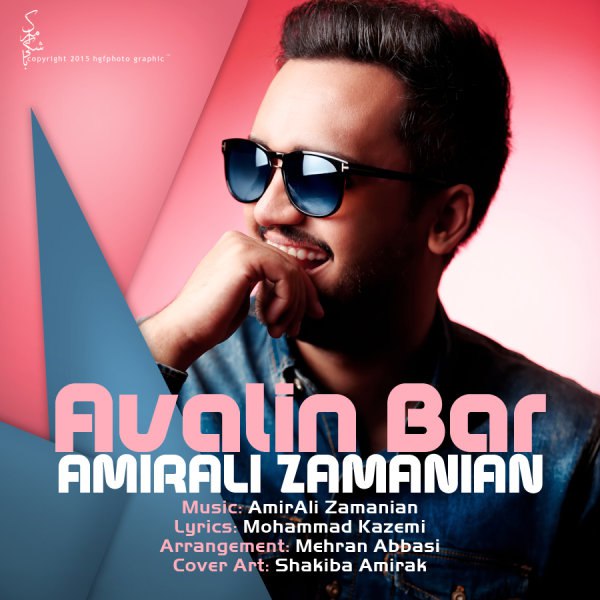 copyright 2015 hgfphoto graphic
Avalin Bar
AMIRALI ZAMANIAN
Music: AmirAli Zamanian
Lyrics: Mohammad Kazemi
Arrangement: Mehran Abbasi
Cover Art: Shakiba Amirak